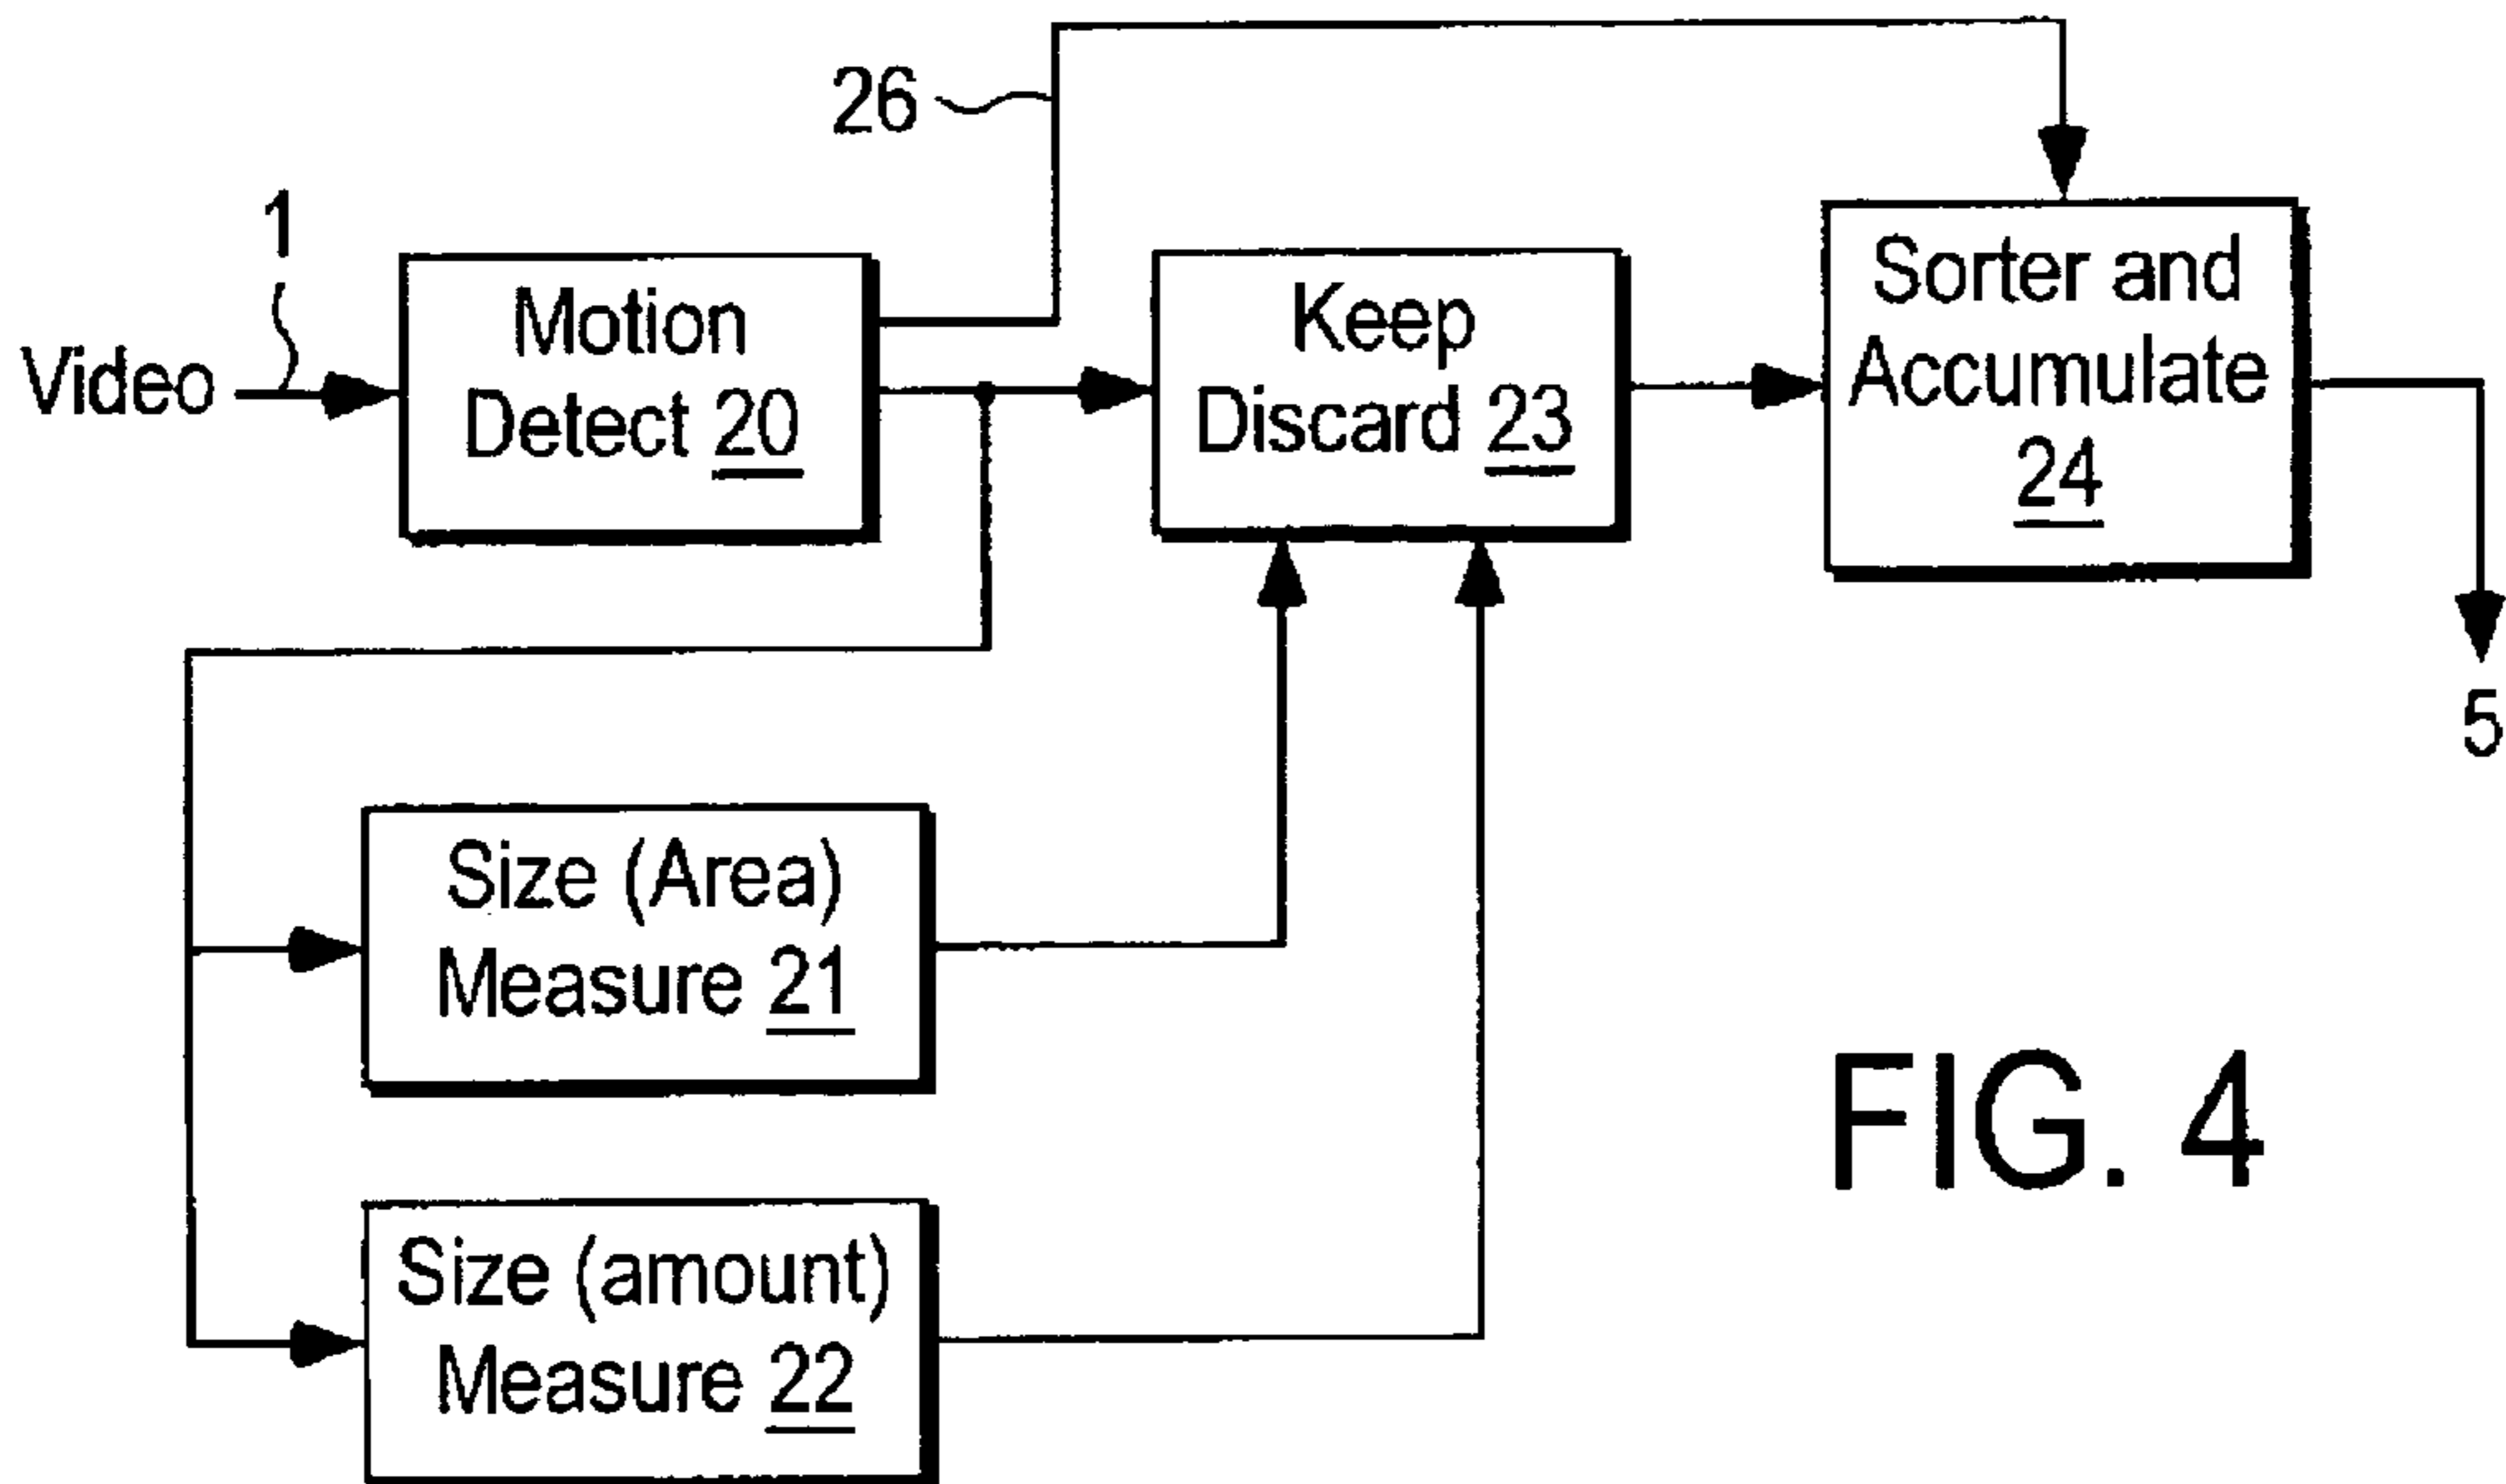 26
1
Video
Motion
Detect 20
Keep
Discard 23
Sorter and
Accumulate
24
5
Size (Area)
Measure 21
Size (amount)
Measure 22
FIG. 4